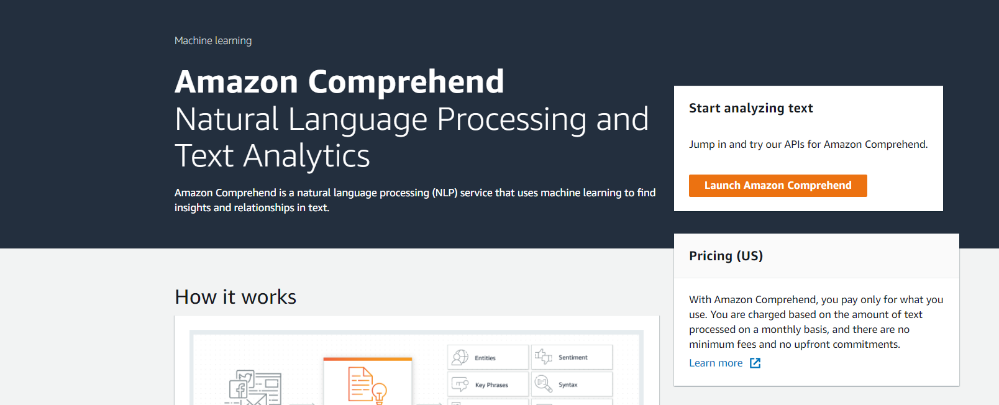 Machine learning
Amazon Comprehend
Natural Language Processing and
Text Analytics
Amazon Comprehend is a natural language processing (NLP) service that uses machine learning to find
insights and relationships in text.
Start analyzing text
Jump in and try our APIs for Amazon Comprehend.
Launch Amazon Comprehend
Pricing (US)
With Amazon Comprehend, you pay only for what you
use. You are charged based on the amount of text
processed on a monthly basis, and there are no
minimum fees and no upfront commitments.
Learn more
How it works
Entities
Sentiment
Key Phrases
Syntax